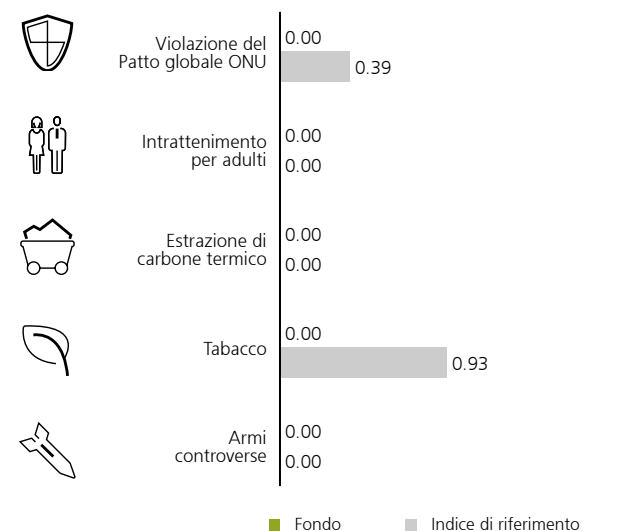 0.00
Violazione del
Patto globale ONU
0.39
0.00
Intrattenimento
per adulti
0.00
0.00
Estrazione di
carbone termico
0.00
0.00
Tabacco
0.93
0.00
Armi
controverse
0.00
Fondo Indice di riferimento